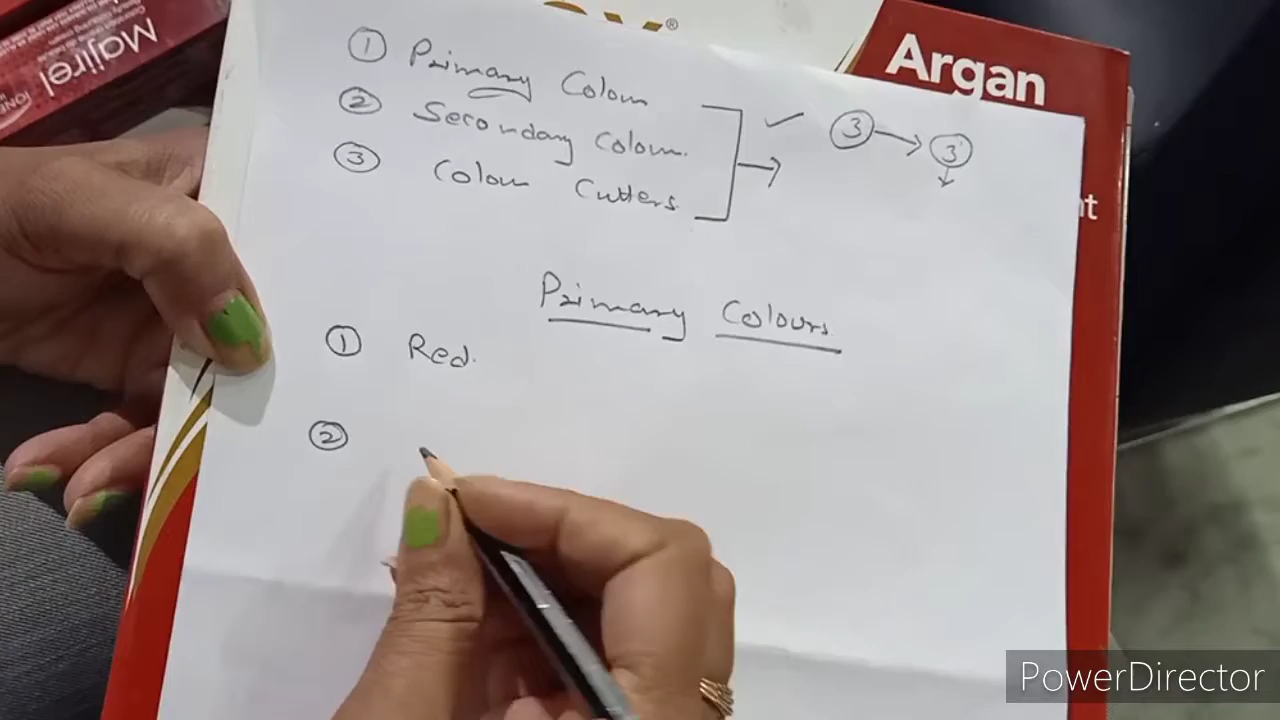 Majirel
®
Argan
① Primary Colour
② Secondary Colour.
③ Colour Cutters
✓ ③ → ③
Primary Colours
① Red.
②
PowerDirector